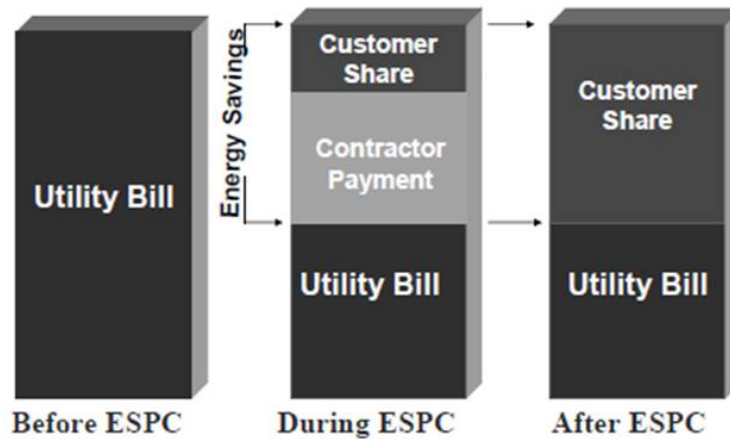 Utility Bill
Before ESPC
Energy Savings
Customer
Share
Contractor
Payment
Utility Bill
During ESPC
Customer
Share
Utility Bill
After ESPC